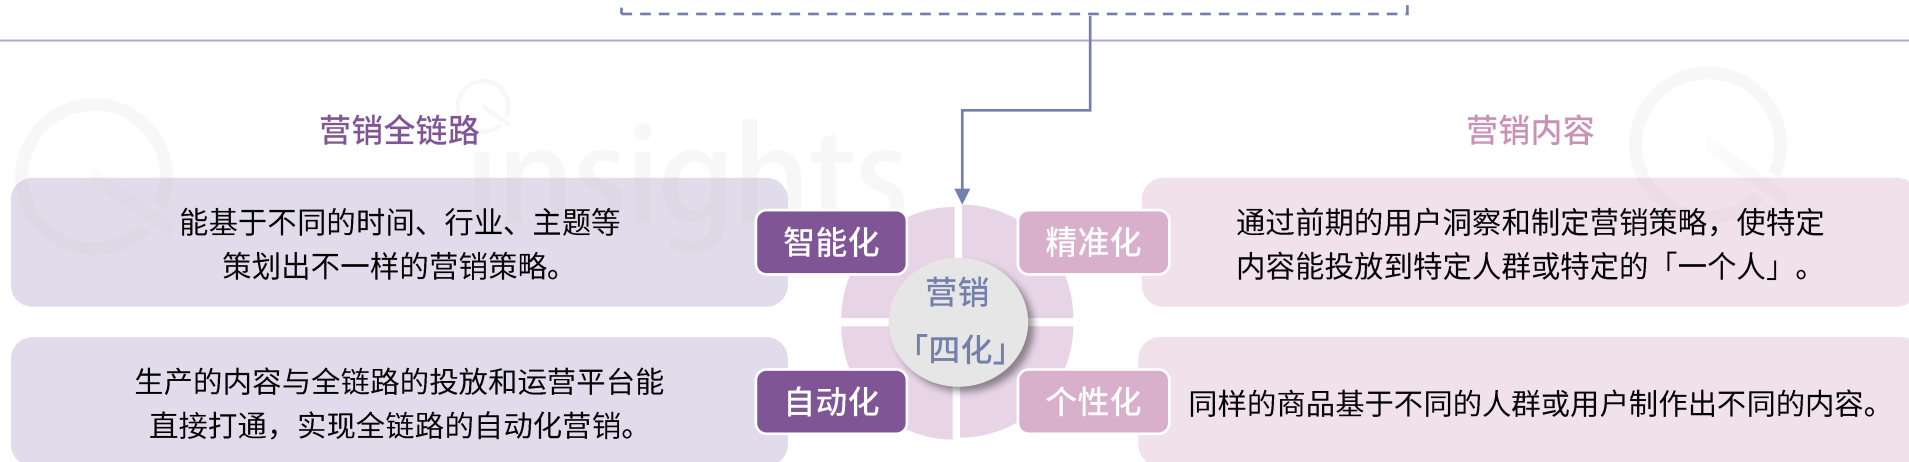 insights
营销全链路
能基于不同的时间、行业、主题等
策划出不一样的营销策略。
智能化
生产的内容与全链路的投放和运营平台能
直接打通，实现全链路的自动化营销。
自动化
营销
「四化」
营销内容
精准化
通过前期的用户洞察和制定营销策略，使特定
内容能投放到特定人群或特定的「一个人」。
个性化
同样的商品基于不同的人群或用户制作出不同的内容。